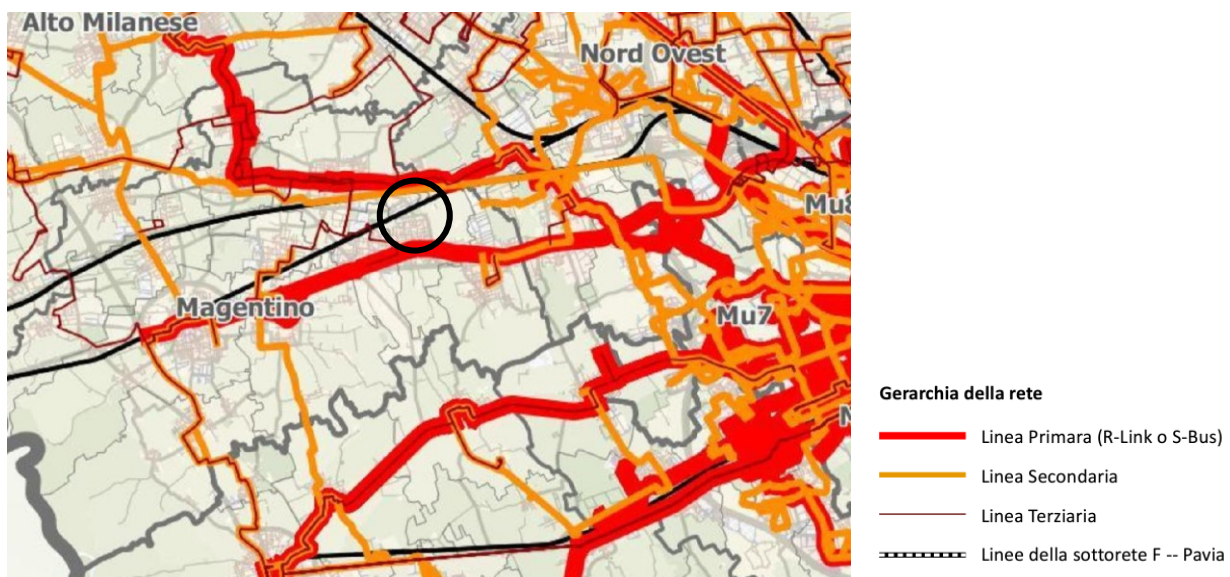 Alto Milanese
Nord Ovest
Mu8
Magentino
Mu7
N
Gerarchia della rete
Linea Primara (R-Link o S-Bus)
Linea Secondaria
Linea Terziaria
Linee della sottorete F -- Pavia